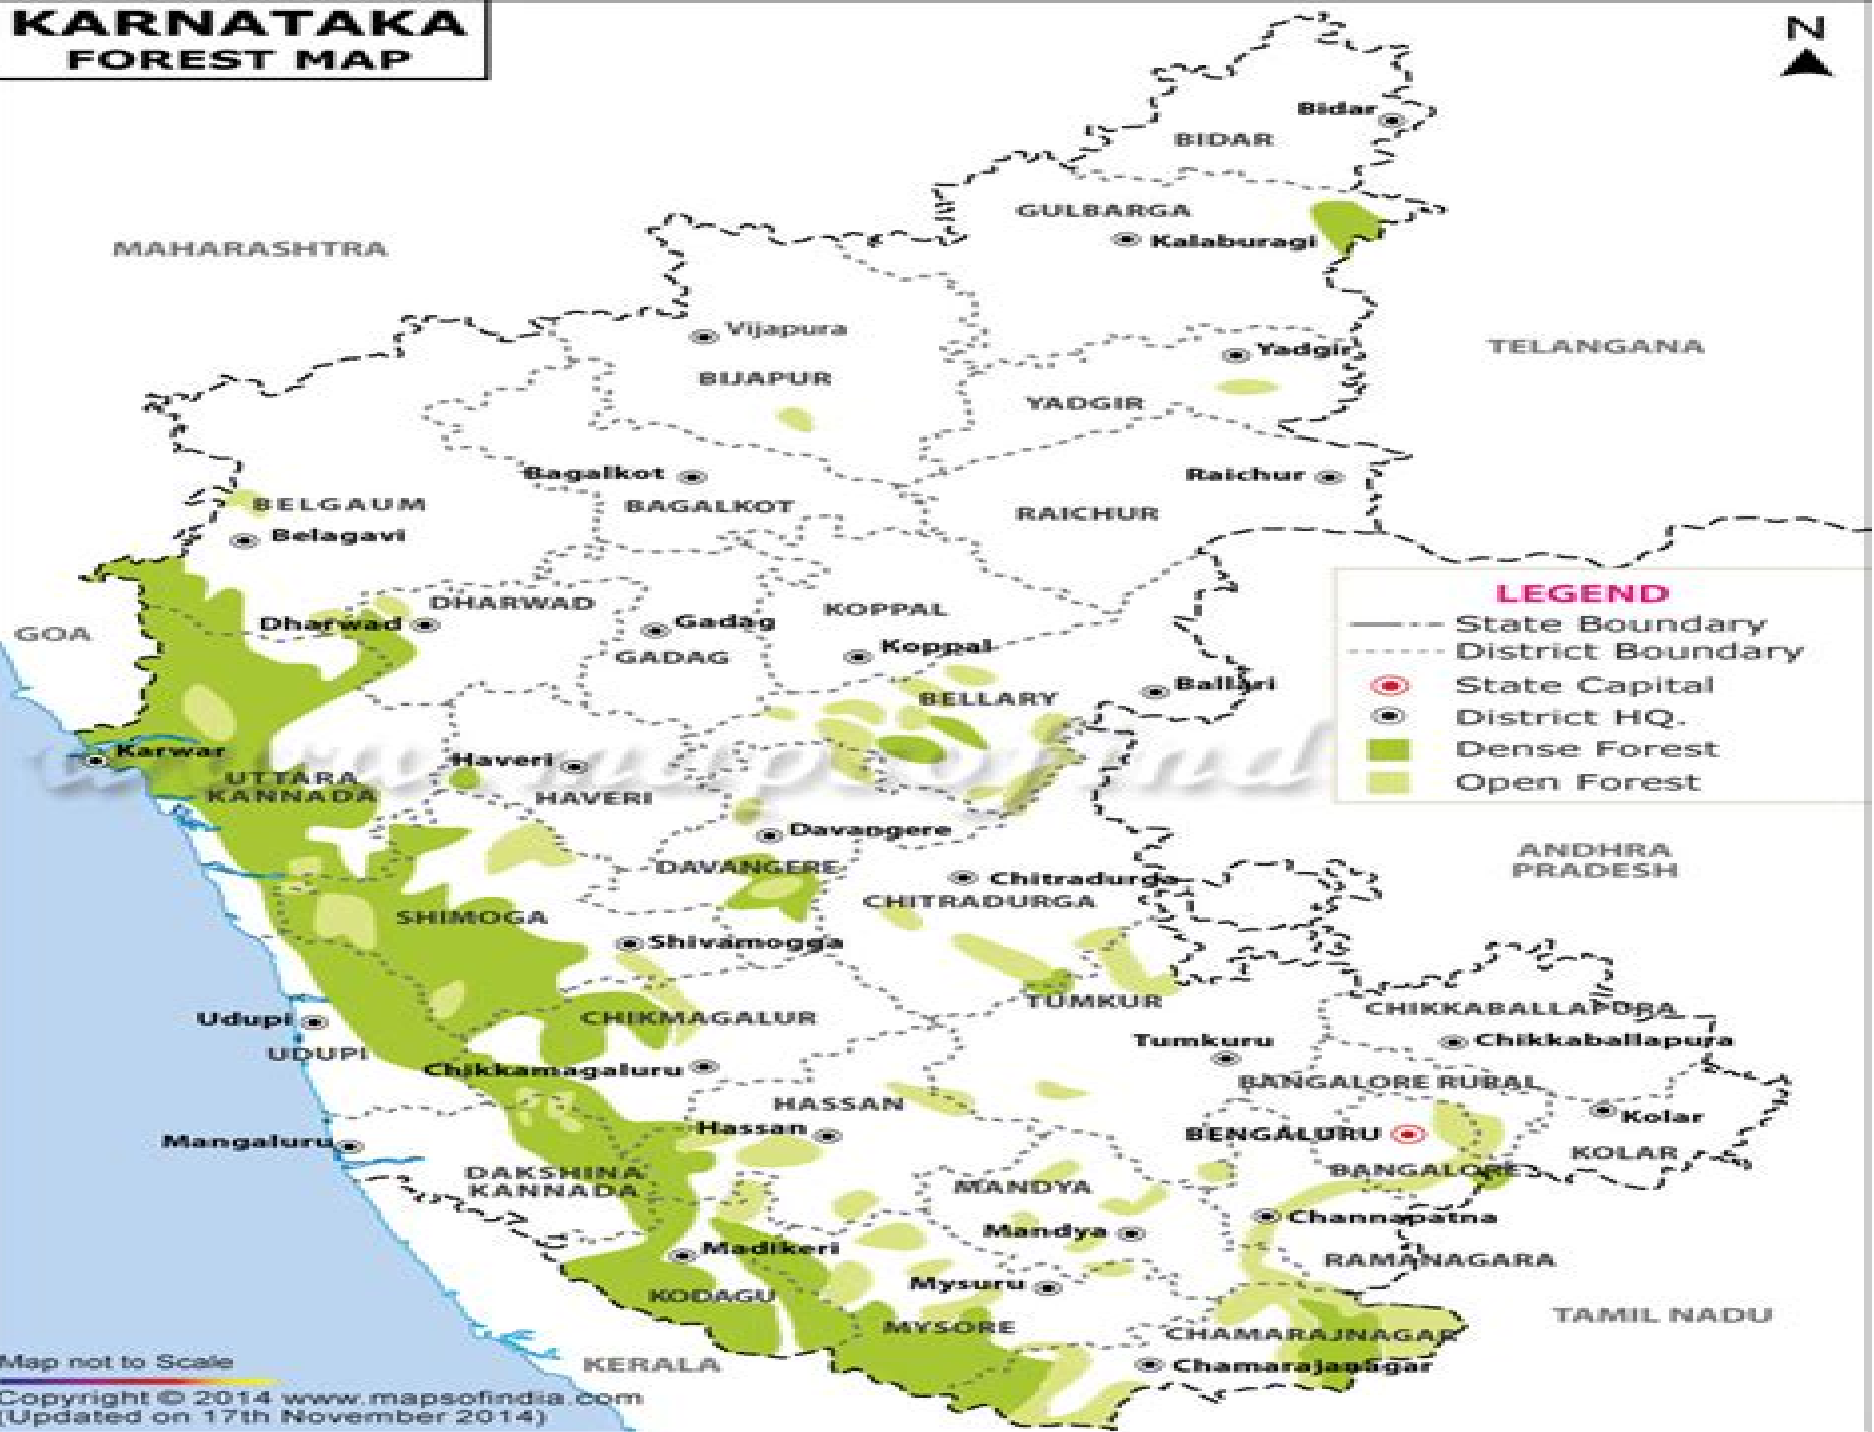 KARNATAKA
FOREST MAP
N
Bidar
BIDAR
GULBARGA
Kalaburagi
MAHARASHTRA
Vijapura
TELANGANA
Yadgir
BIJAPUR
YADGIR
Bagalkot
Raichur
BELGAUM
BAGALKOT
RAICHUR
Belagavi
LEGEND
State Boundary
District Boundary
State Capital
District HQ.
Dense Forest
Open Forest
DHARWAD
KOPPAL
GOA
Dharwad
Gadag
GADAG
Koppal
Ballari
BELLARY
Karwar
Haveri
UTTARA
KANNADA
HAVERI
Davangere
DAVANGERE
ANDHRA
PRADESH
Chitradurga
CHITRADURGA
SHIMOGA
Shivamogga
TUMKUR
CHIKKABALLAPURA
Udupi
CHIKMAGALUR
Tumkuru
Chikkaballapura
UDUPI
Chikkamagaluru
BANGALORE RURAL
HASSAN
Kolar
Mangaluru
Hassan
BENGALURU
KOLAR
DAKSHINA
KANNADA
BANGALORE
MANDYA
Mandya
Channapatna
Madikeri
RAMANAGARA
Mysuru
KODAGU
MYSORE
TAMIL NADU
CHAMARAJNAGAR
KERALA
Chamarajanagar
Map not to Scale
Copyright © 2014 www.mapsofindia.com
(Updated on 17th November 2014)